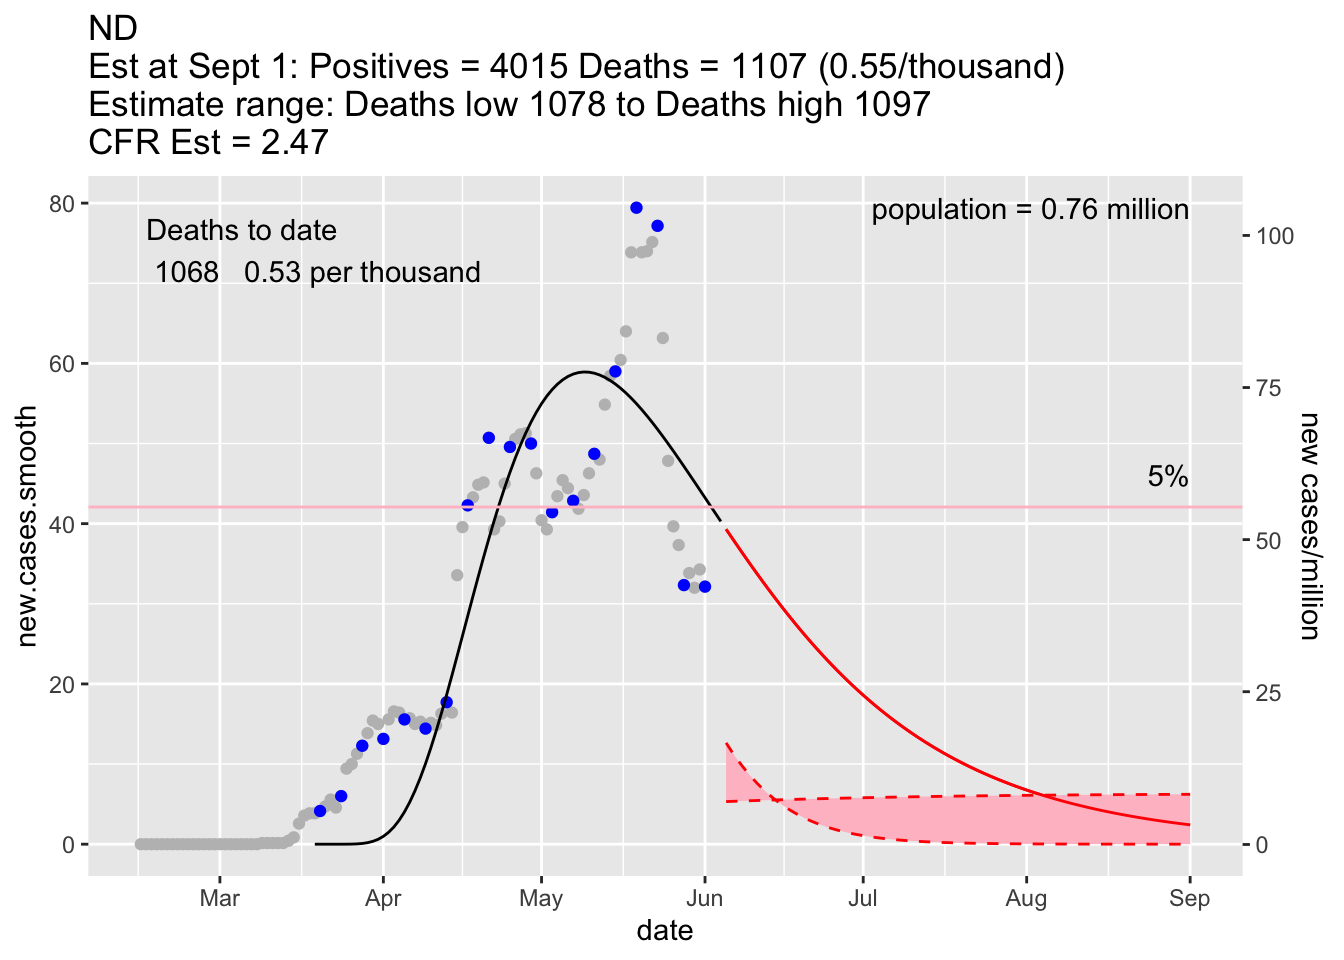 ND
Est at Sept 1: Positives = 4015 Deaths = 1107 (0.55/thousand)
Estimate range: Deaths low 1078 to Deaths high 1097
CFR Est = 2.47
80
60
40
20
0
new.cases.smooth
Deaths to date
1068 0.53 per thousand
population = 0.76 million
5%
100
75
50
25
0
new cases/million
Mar
Apr
May
Jun
Jul
Aug
Sep
date